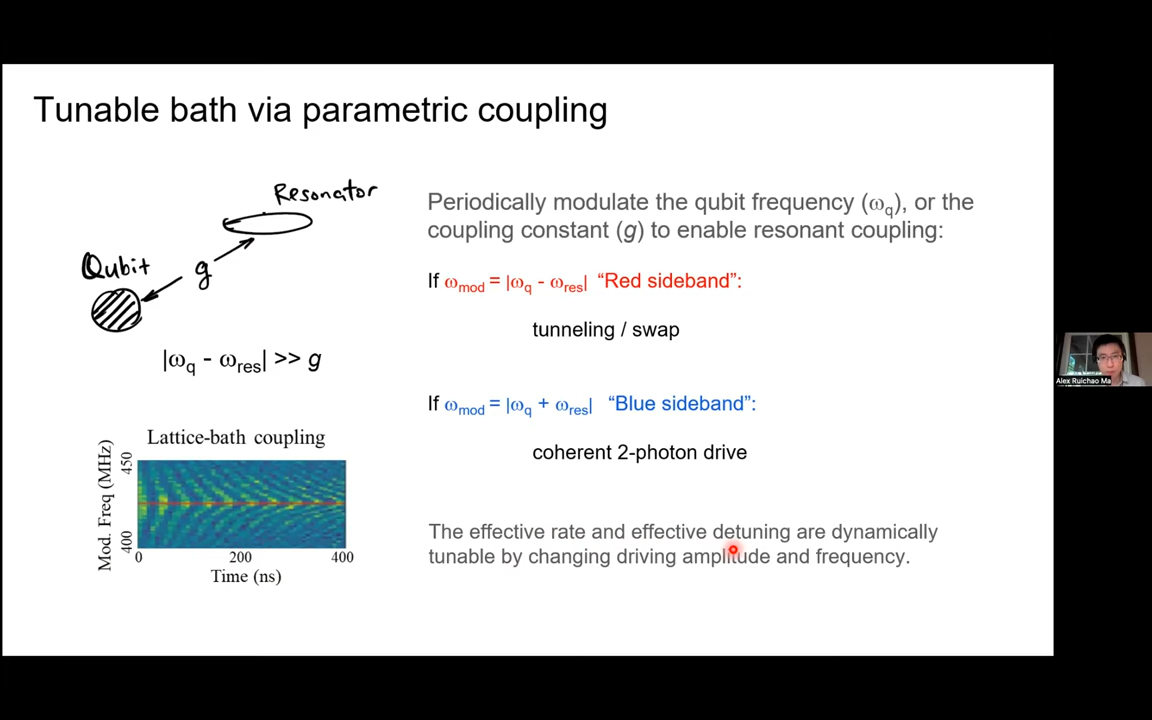 Tunable bath via parametric coupling
Resonator
Qubit
g
|ωq - ωres| >> g
Lattice-bath coupling
Mod. Freq (MHz)
450
400
0
200
400
Time (ns)
Periodically modulate the qubit frequency (ωq), or the
coupling constant (g) to enable resonant coupling:
If ωmod = |ωq - ωres| “Red sideband”:
tunneling / swap
If ωmod = |ωq + ωres| “Blue sideband”:
coherent 2-photon drive
The effective rate and effective detuning are dynamically
tunable by changing driving amplitude and frequency.
Alex Ruichao Ma